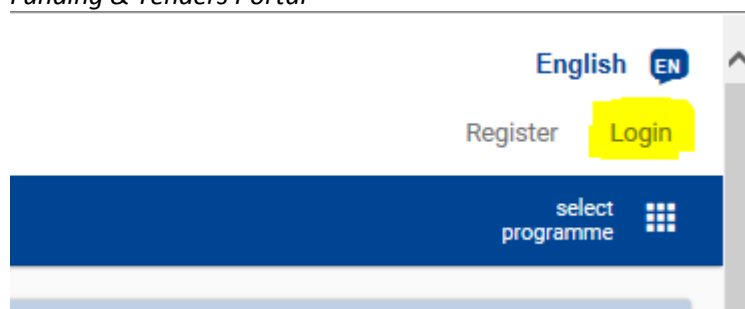 Funding & Tenders Portal
English EN
Register Login
select
programme